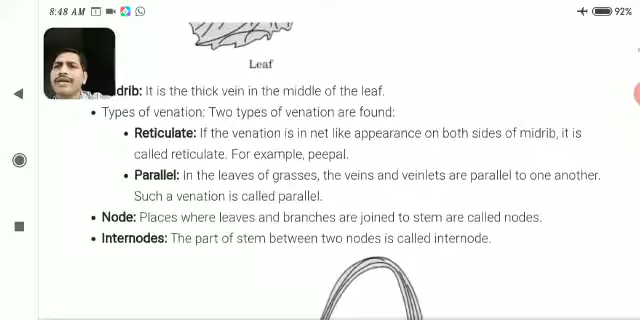 8:48 AM
92%
Leaf
drib: It is the thick vein in the middle of the leaf.
• Types of venation: Two types of venation are found:
• Reticulate: If the venation is in net like appearance on both sides of midrib, it is
called reticulate. For example, peepal.
• Parallel: In the leaves of grasses, the veins and veinlets are parallel to one another.
Such a venation is called parallel.
• Node: Places where leaves and branches are joined to stem are called nodes.
• Internodes: The part of stem between two nodes is called internode.